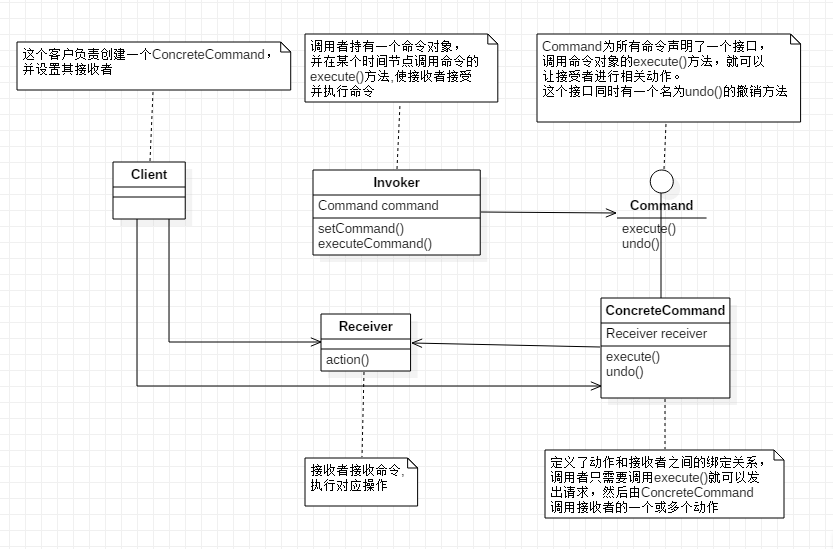 这个客户负责创建一个ConcreteCommand，
并设置其接收者
调用者持有一个命令对象，
并在某个时间节点调用命令的
execute()方法,使接收者接受
并执行命令
Command为所有命令声明了一个接口，
调用命令对象的execute()方法，就可以
让接受者进行相关动作。
这个接口同时有一个名为undo()的撤销方法
Client
Invoker
Command command
setCommand()
executeCommand()
Command
execute()
undo()
Receiver
action()
ConcreteCommand
Receiver receiver
execute()
undo()
接收者接收命令,
执行对应操作
定义了动作和接收者之间的绑定关系，
调用者只需要调用execute()就可以发
出请求，然后由ConcreteCommand
调用接收者的一个或多个动作